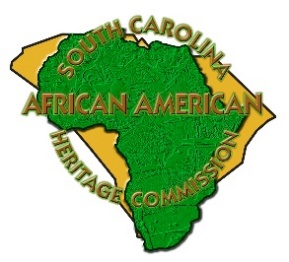 SOUTH CAROLINA
AFRICAN AMERICAN
HERITAGE COMMISSION